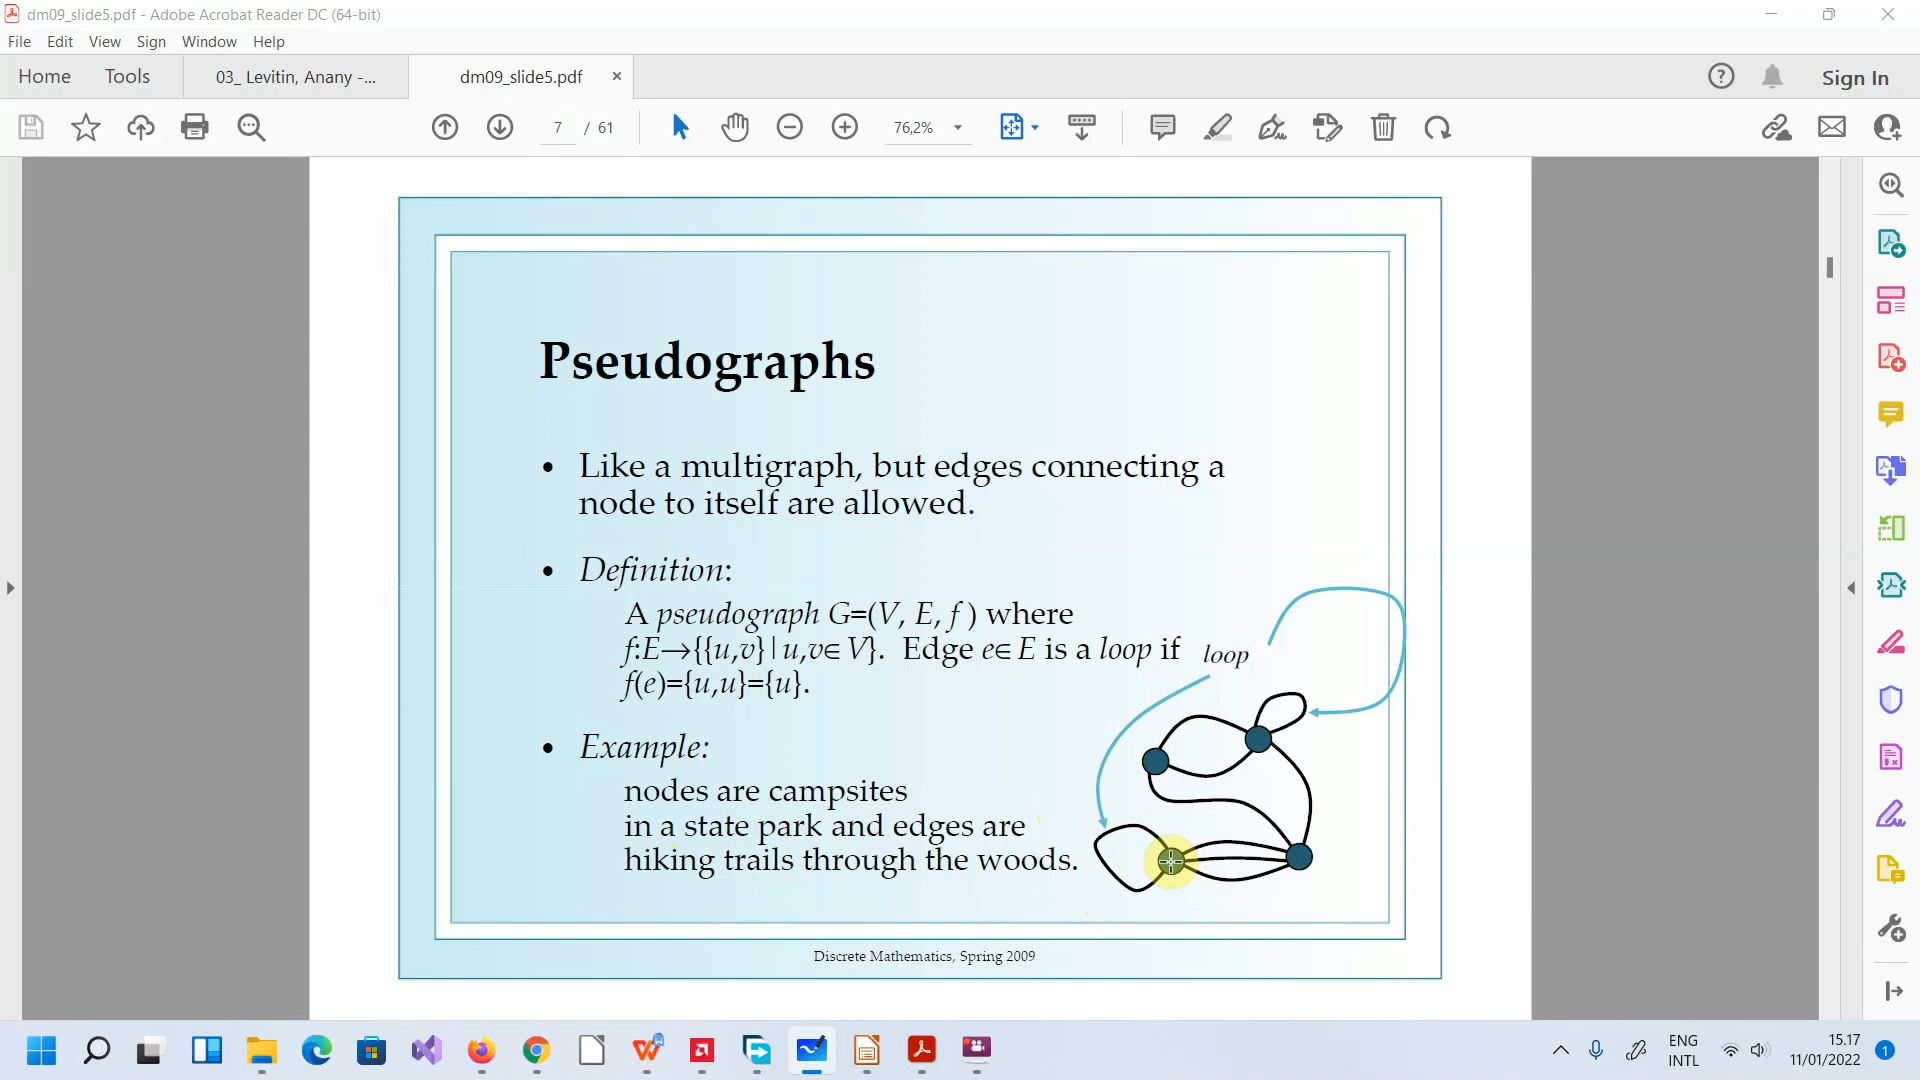 dm09_slide5.pdf - Adobe Acrobat Reader DC (64-bit)
File Edit View Sign Window Help
Home Tools 03_ Levitin, Anany -... dm09_slide5.pdf × Sign In
7 / 61 76,2%
Pseudographs
• Like a multigraph, but edges connecting a
node to itself are allowed.
• Definition:
A pseudograph G=(V, E, f ) where
f:E→{{u,v}|u,v∈V}. Edge e∈E is a loop if
f(e)={u,u}={u}.
loop
• Example:
nodes are campsites
in a state park and edges are
hiking trails through the woods.
Discrete Mathematics, Spring 2009
ENG
INTL
15.17
11/01/2022
1